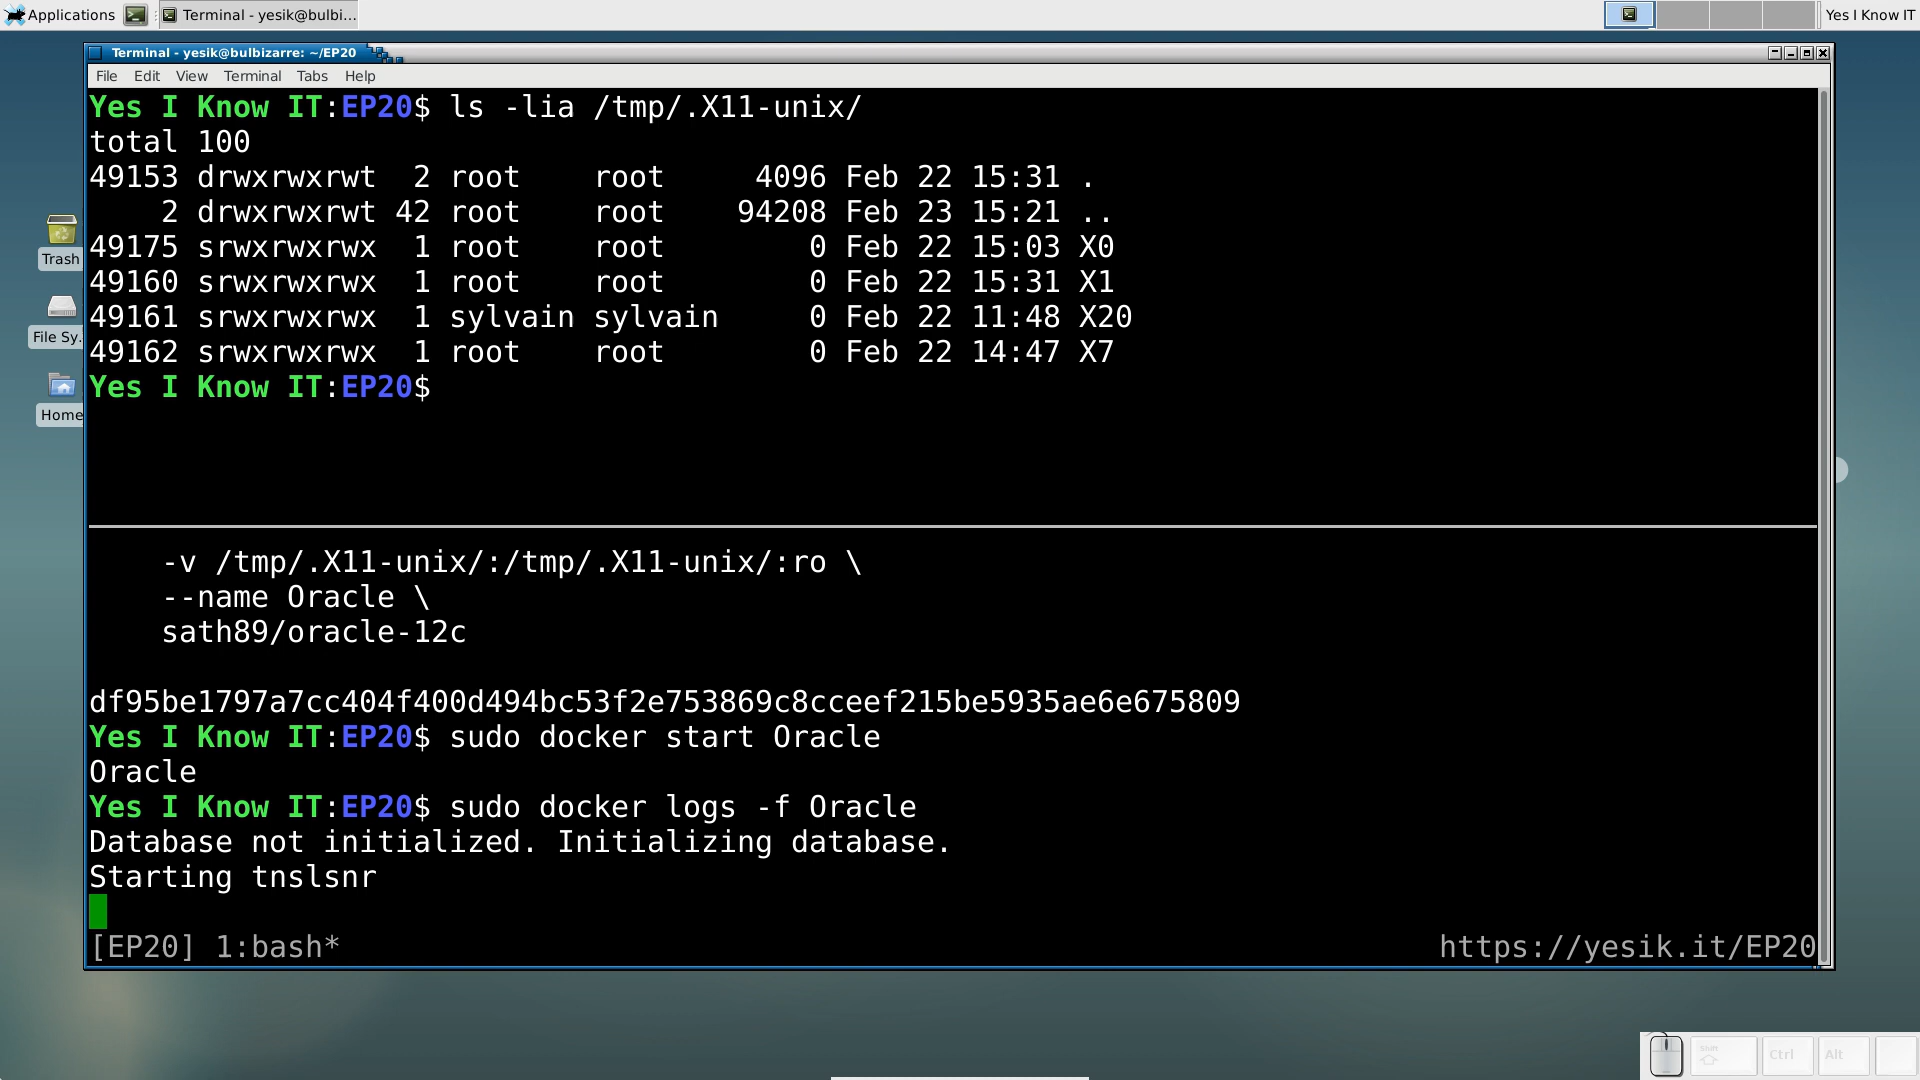 Applications
Terminal - yesik@bulbi...
Yes I Know IT
Terminal - yesik@bulbizarre: ~/EP20
File Edit View Terminal Tabs Help
Yes I Know IT:EP20$ ls -lia /tmp/.X11-unix/
total 100
49153 drwxrwxrwt  2 root    root     4096 Feb 22 15:31 .
    2 drwxrwxrwt 42 root    root    94208 Feb 23 15:21 ..
49175 srwxrwxrwx  1 root    root        0 Feb 22 15:03 X0
49160 srwxrwxrwx  1 root    root        0 Feb 22 15:31 X1
49161 srwxrwxrwx  1 sylvain sylvain     0 Feb 22 11:48 X20
49162 srwxrwxrwx  1 root    root        0 Feb 22 14:47 X7
Yes I Know IT:EP20$
Trash
File Sy.
Home
    -v /tmp/.X11-unix/:/tmp/.X11-unix/:ro \
    --name Oracle \
    sath89/oracle-12c
df95be1797a7cc404f400d494bc53f2e753869c8cceef215be5935ae6e675809
Yes I Know IT:EP20$ sudo docker start Oracle
Oracle
Yes I Know IT:EP20$ sudo docker logs -f Oracle
Database not initialized. Initializing database.
Starting tnslsnr
[EP20] 1:bash*
https://yesik.it/EP20
Shift
Ctrl
Alt